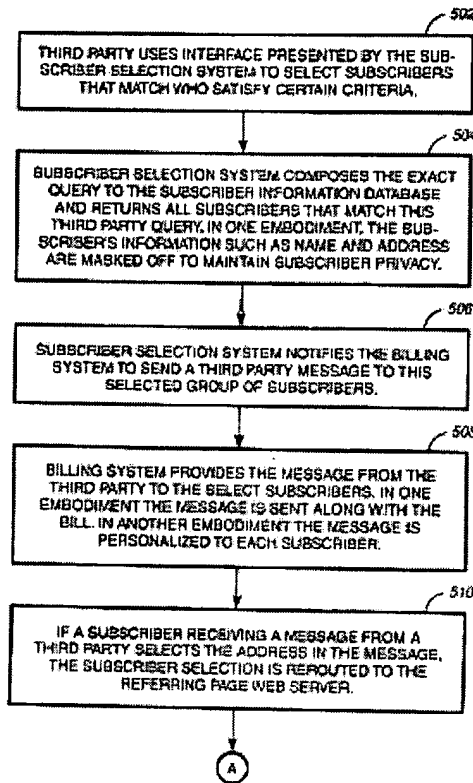 502
THIRD PARTY USES INTERFACE PRESENTED BY THE SUB-
SCRIBER SELECTION SYSTEM TO SELECT SUBSCRIBERS
THAT MATCH WHO SATISFY CERTAIN CRITERIA.
504
SUBSCRIBER SELECTION SYSTEM COMPOSES THE EXACT
QUERY TO THE SUBSCRIBER INFORMATION DATABASE
AND RETURNS ALL SUBSCRIBERS THAT MATCH THIS
THIRD PARTY QUERY. IN ONE EMBODIMENT, THE SUB-
SCRIBER'S INFORMATION SUCH AS NAME AND ADDRESS
ARE MASKED OFF TO MAINTAIN SUBSCRIBER PRIVACY.
506
SUBSCRIBER SELECTION SYSTEM NOTIFIES THE BILLING
SYSTEM TO SEND A THIRD PARTY MESSAGE TO THIS
SELECTED GROUP OF SUBSCRIBERS.
508
BILLING SYSTEM PROVIDES THE MESSAGE FROM THE
THIRD PARTY TO THE SELECT SUBSCRIBERS. IN ONE
EMBODIMENT THE MESSAGE IS SENT ALONG WITH THE
BILL. IN ANOTHER EMBODIMENT THE MESSAGE IS
PERSONALIZED TO EACH SUBSCRIBER.
510
IF A SUBSCRIBER RECEIVING A MESSAGE FROM A
THIRD PARTY SELECTS THE ADDRESS IN THE MESSAGE,
THE SUBSCRIBER SELECTION IS REROUTED TO THE
REFERRING PAGE WEB SERVER.
A